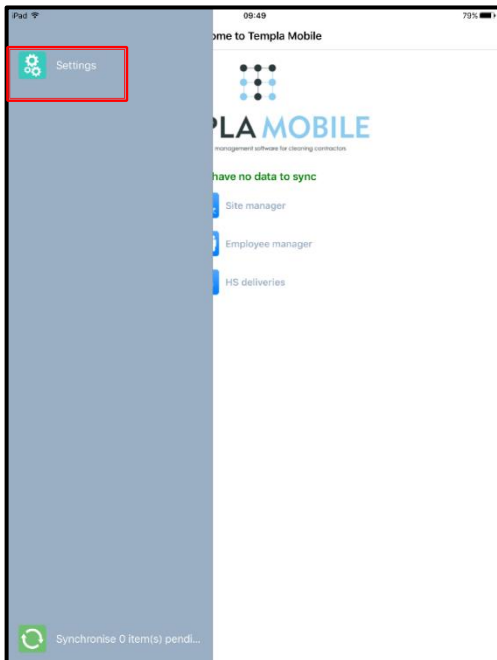 iPad 09:49 79%
ome to Templa Mobile
Settings
PLA MOBILE
management software for cleaning contractors
have no data to sync
Site manager
Employee manager
HS deliveries
Synchronise 0 item(s) pendi...